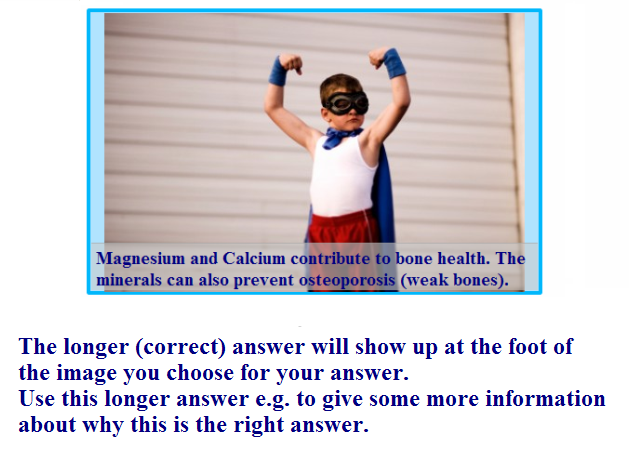 Magnesium and Calcium contribute to bone health. The
minerals can also prevent osteoporosis (weak bones).
The longer (correct) answer will show up at the foot of
the image you choose for your answer.
Use this longer answer e.g. to give some more information
about why this is the right answer.